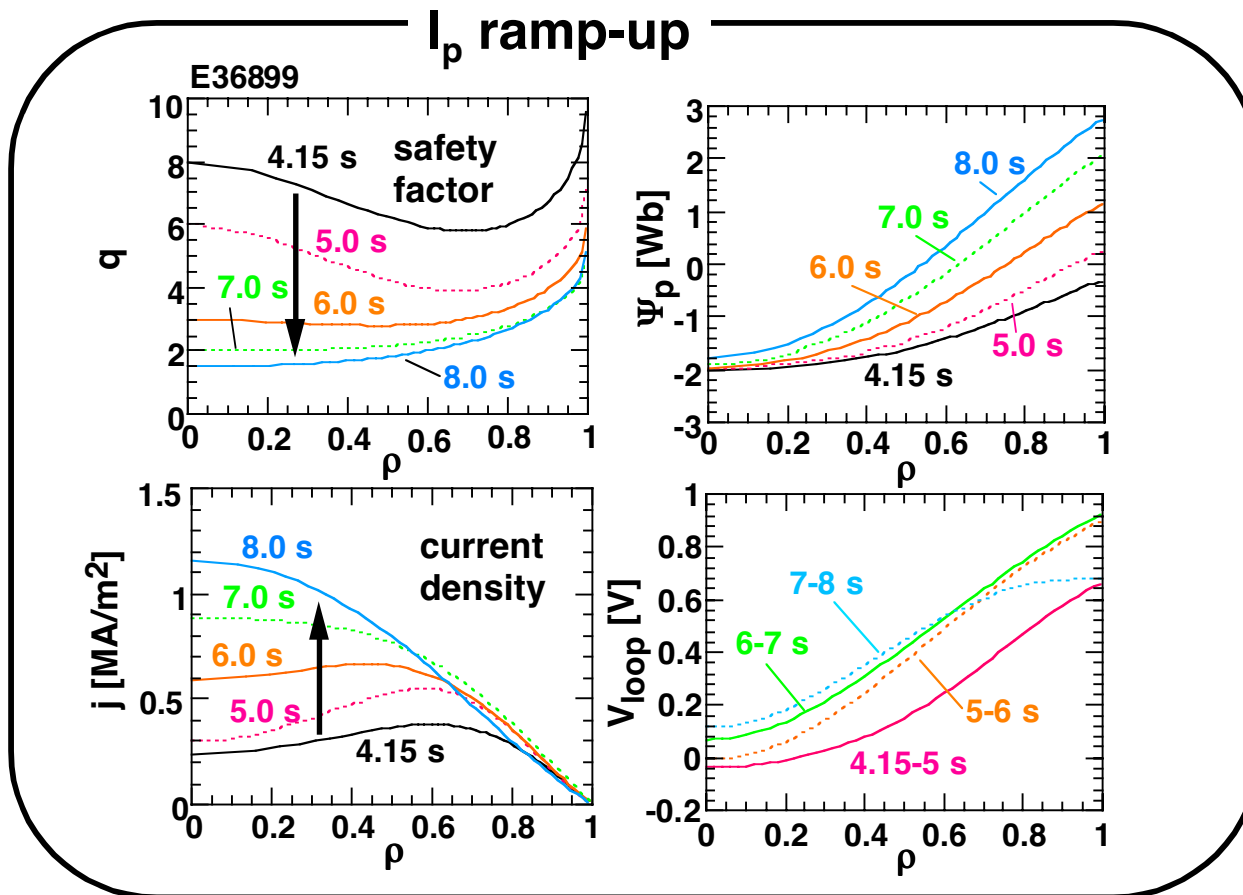 Ip ramp-up
E36899
10
8
6
4
2
0
q
4.15 s
safety
factor
5.0 s
7.0 s
6.0 s
8.0 s
0 0.2 0.4 0.6 0.8 1
ρ
3
2
1
0
-1
-2
-3
Ψp [Wb]
8.0 s
7.0 s
6.0 s
5.0 s
4.15 s
0 0.2 0.4 0.6 0.8 1
ρ
1.5
1
0.5
0
j [MA/m²]
8.0 s
current
density
7.0 s
6.0 s
5.0 s
4.15 s
0 0.2 0.4 0.6 0.8 1
ρ
1
0.8
0.6
0.4
0.2
0
-0.2
Vloop [V]
7-8 s
6-7 s
5-6 s
4.15-5 s
0 0.2 0.4 0.6 0.8 1
ρ